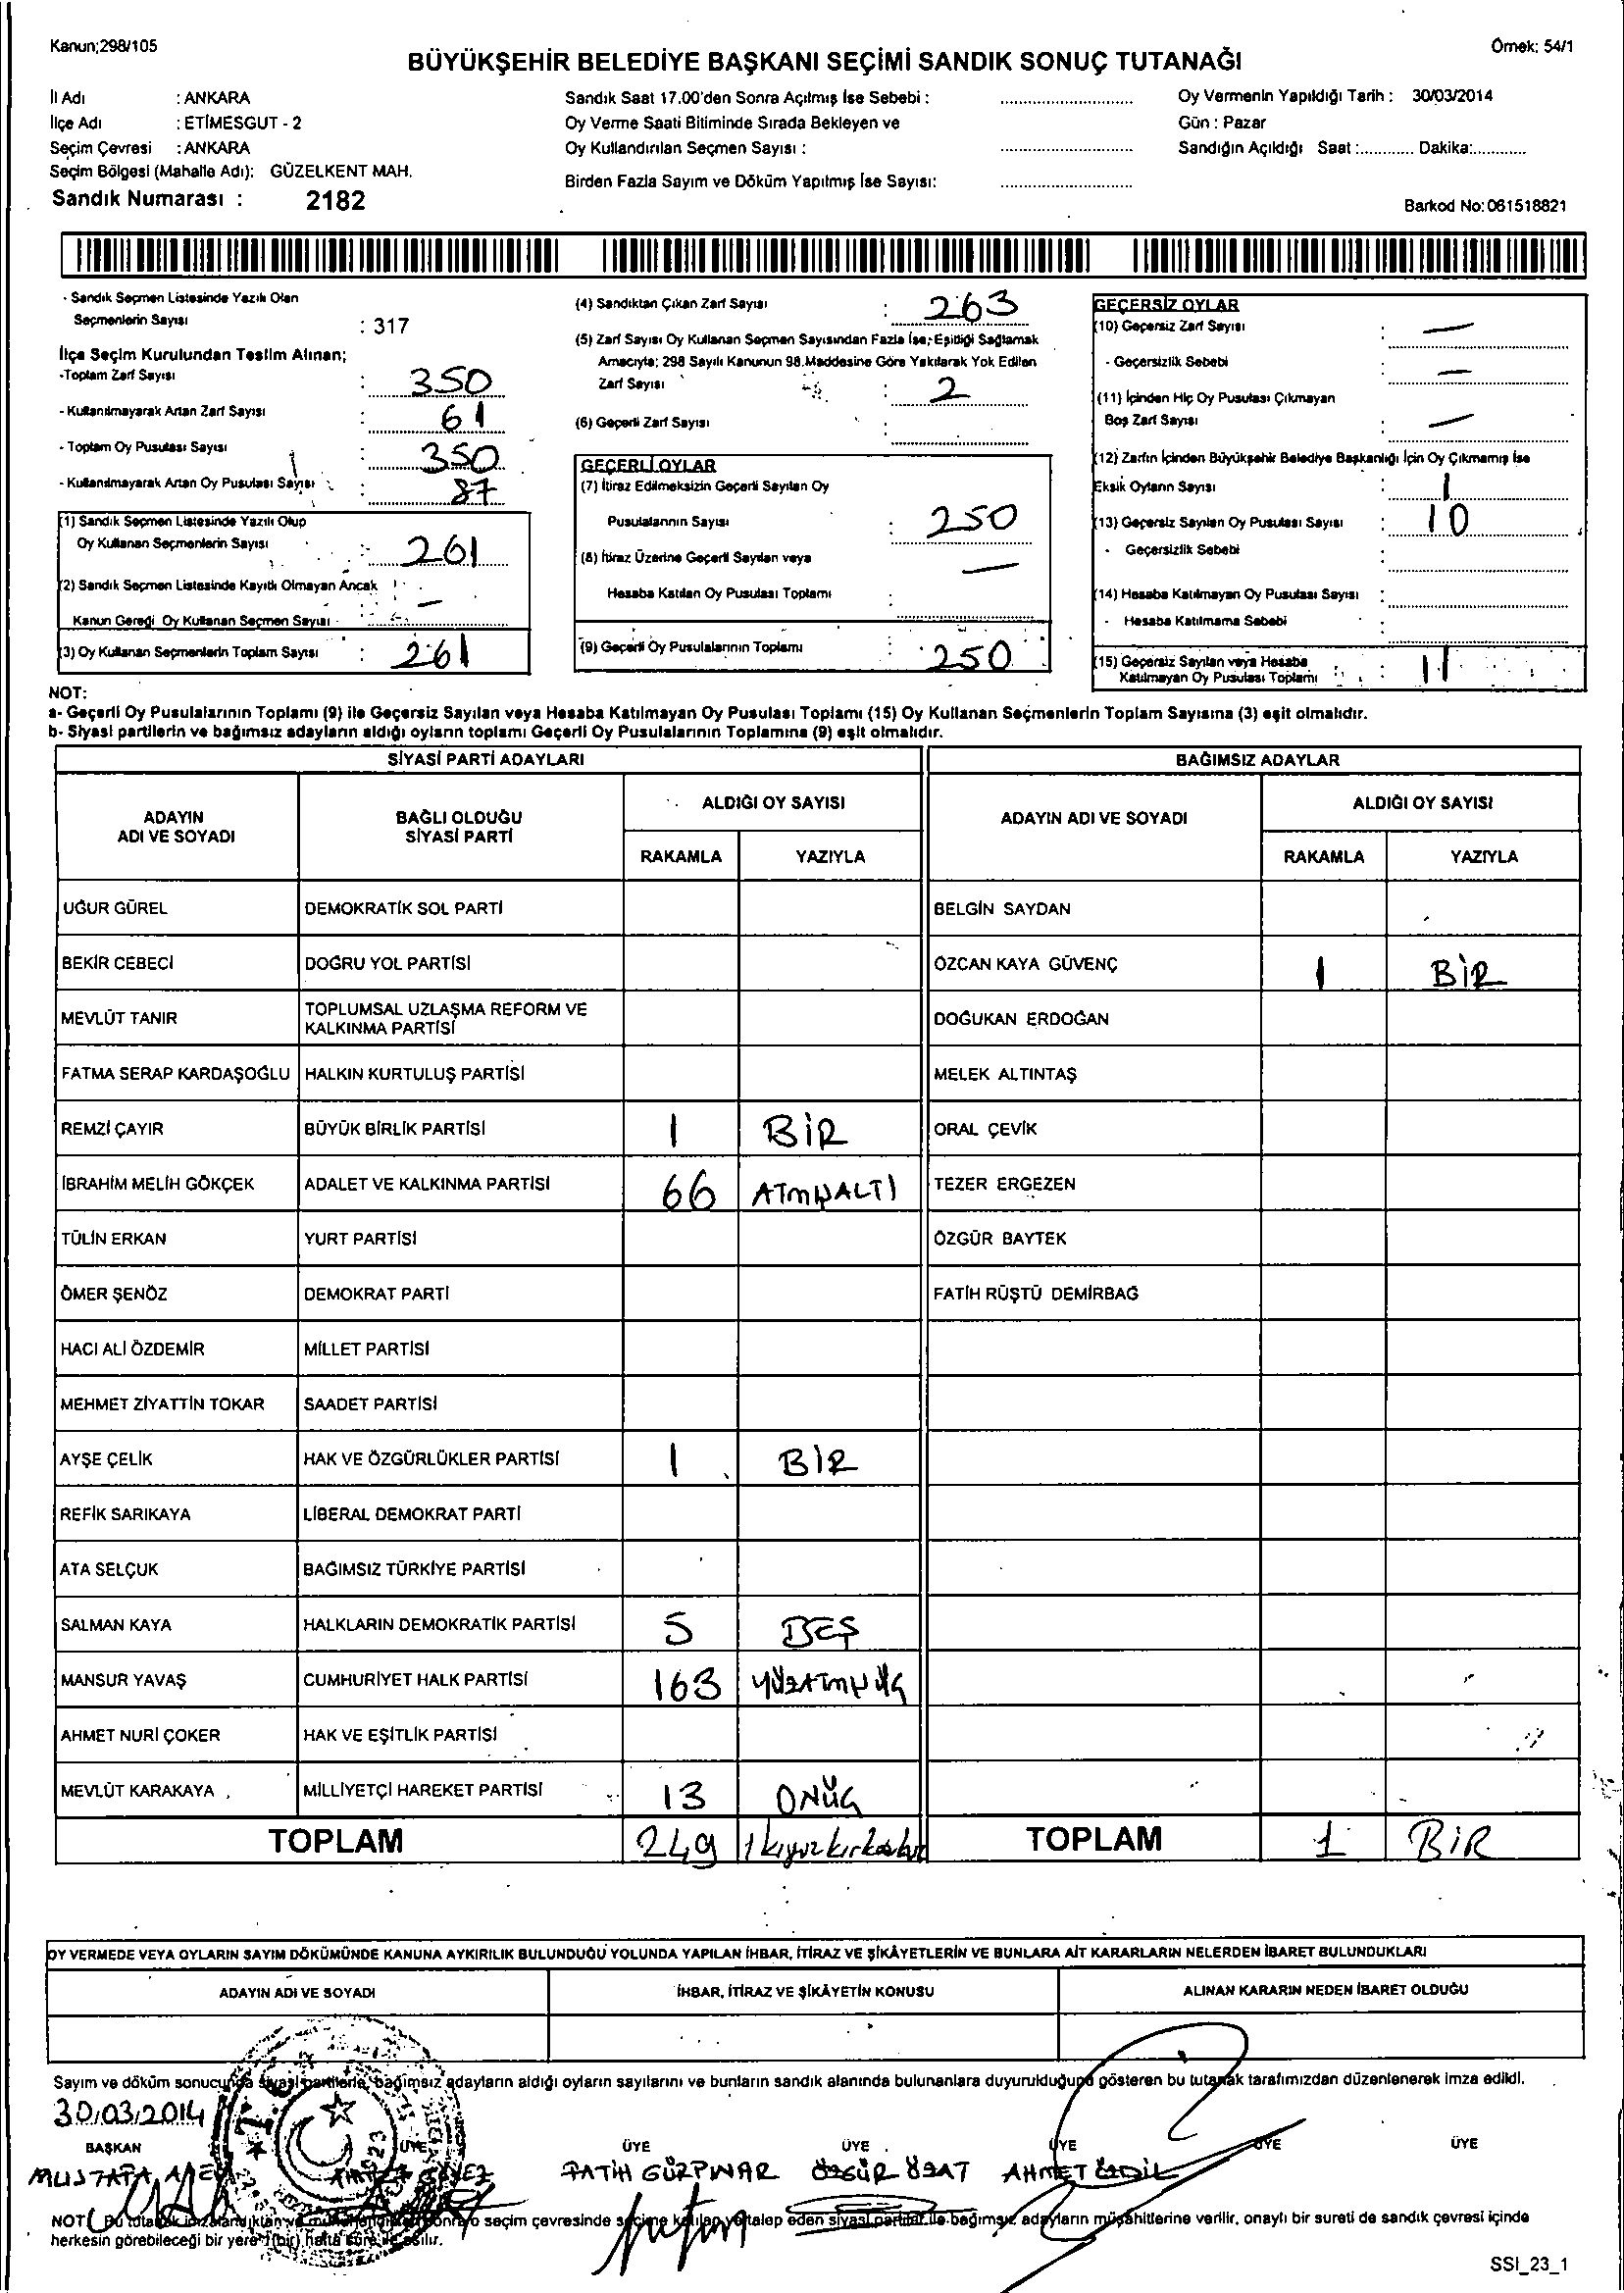 Kanun;298/105
Örnek: 54/1
BÜYÜKŞEHİR BELEDİYE BAŞKANI SEÇİMİ SANDIK SONUÇ TUTANAĞI
İl Adı : ANKARA
İlçe Adı : ETİMESGUT - 2
Seçim Çevresi : ANKARA
Seçim Bölgesi (Mahalle Adı): GÜZELKENT MAH.
Sandık Numarası : 2182
Sandık Saat 17.00'den Sonra Açılmış İse Sebebi :
Oy Verme Saati Bitiminde Sırada Bekleyen ve
Oy Kullandırılan Seçmen Sayısı :
Birden Fazla Sayım ve Döküm Yapılmış İse Sayısı:
Oy Vermenin Yapıldığı Tarih : 30/03/2014
Gün : Pazar
Sandığın Açıldığı Saat :............ Dakika:............
Barkod No:061518821
- Sandık Seçmen Listesinde Yazılı Olan
Seçmenlerin Sayısı : 317
İlçe Seçim Kurulundan Teslim Alınan;
-Toplam Zarf Sayısı : 350
- Kullanılmayarak Artan Zarf Sayısı : 61
- Toplam Oy Pusulası Sayısı : 350
- Kullanılmayarak Artan Oy Pusulası Sayısı : 87
(1) Sandık Seçmen Listesinde Yazılı Olup
Oy Kullanan Seçmenlerin Sayısı : 261
(2) Sandık Seçmen Listesinde Kayıtlı Olmayan Ancak
Kanun Gereği Oy Kullanan Seçmen Sayısı : —
(3) Oy Kullanan Seçmenlerin Toplam Sayısı : 261
(4) Sandıktan Çıkan Zarf Sayısı : 263
(5) Zarf Sayısı Oy Kullanan Seçmen Sayısından Fazla İse; Eşitliği Sağlamak
Amacıyla; 298 Sayılı Kanunun 98.Maddesine Göre Yakılarak Yok Edilen
Zarf Sayısı : 2
(6) Geçerli Zarf Sayısı :
GEÇERLİ OYLAR
(7) İtiraz Edilmeksizin Geçerli Sayılan Oy
Pusulalarının Sayısı : 250
(8) İtiraz Üzerine Geçerli Sayılan veya
Hesaba Katılan Oy Pusulası Toplamı : —
(9) Geçerli Oy Pusulalarının Toplamı : 250
GEÇERSİZ OYLAR
(10) Geçersiz Zarf Sayısı : —
- Geçersizlik Sebebi : —
(11) İçinden Hiç Oy Pusulası Çıkmayan
Boş Zarf Sayısı : —
(12) Zarfın İçinden Büyükşehir Belediye Başkanlığı İçin Oy Çıkmamış İse
Eksik Oyların Sayısı : 1
(13) Geçersiz Sayılan Oy Pusulası Sayısı : 10
- Geçersizlik Sebebi :
(14) Hesaba Katılmayan Oy Pusulası Sayısı :
- Hesaba Katılmama Sebebi :
(15) Geçersiz Sayılan veya Hesaba
Katılmayan Oy Pusulası Toplamı : 11
NOT:
a- Geçerli Oy Pusulalarının Toplamı (9) ile Geçersiz Sayılan veya Hesaba Katılmayan Oy Pusulası Toplamı (15) Oy Kullanan Seçmenlerin Toplam Sayısına (3) eşit olmalıdır.
b- Siyasi partilerin ve bağımsız adayların aldığı oyların toplamı Geçerli Oy Pusulalarının Toplamına (9) eşit olmalıdır.
SİYASİ PARTİ ADAYLARI
BAĞIMSIZ ADAYLAR
ADAYIN ADI VE SOYADI
BAĞLI OLDUĞU SİYASİ PARTİ
ALDIĞI OY SAYISI
RAKAMLA YAZIYLA
ADAYIN ADI VE SOYADI
ALDIĞI OY SAYISI
RAKAMLA YAZIYLA
UĞUR GÜREL DEMOKRATİK SOL PARTİ BELGİN SAYDAN
BEKİR CEBECİ DOĞRU YOL PARTİSİ ÖZCAN KAYA GÜVENÇ 1 BİR
MEVLÜT TANIR TOPLUMSAL UZLAŞMA REFORM VE KALKINMA PARTİSİ DOĞUKAN ERDOĞAN
FATMA SERAP KARDAŞOĞLU HALKIN KURTULUŞ PARTİSİ MELEK ALTINTAŞ
REMZİ ÇAYIR BÜYÜK BİRLİK PARTİSİ 1 BİR ORAL ÇEVİK
İBRAHİM MELİH GÖKÇEK ADALET VE KALKINMA PARTİSİ 66 ATMIŞALTI TEZER ERGEZEN
TÜLİN ERKAN YURT PARTİSİ ÖZGÜR BAYTEK
ÖMER ŞENÖZ DEMOKRAT PARTİ FATİH RÜŞTÜ DEMİRBAĞ
HACI ALİ ÖZDEMİR MİLLET PARTİSİ
MEHMET ZİYATTİN TOKAR SAADET PARTİSİ
AYŞE ÇELİK HAK VE ÖZGÜRLÜKLER PARTİSİ 1 BİR
REFİK SARIKAYA LİBERAL DEMOKRAT PARTİ
ATA SELÇUK BAĞIMSIZ TÜRKİYE PARTİSİ
SALMAN KAYA HALKLARIN DEMOKRATİK PARTİSİ 5 BEŞ
MANSUR YAVAŞ CUMHURİYET HALK PARTİSİ 163 YÜZATMIŞÜÇ
AHMET NURİ ÇOKER HAK VE EŞİTLİK PARTİSİ
MEVLÜT KARAKAYA MİLLİYETÇİ HAREKET PARTİSİ 13 ONÜÇ
TOPLAM 249 TOPLAM 1 BİR
OY VERMEDE VEYA OYLARIN SAYIM DÖKÜMÜNDE KANUNA AYKIRILIK BULUNDUĞU YOLUNDA YAPILAN İHBAR, İTİRAZ VE ŞİKÂYETLERİN VE BUNLARA AİT KARARLARIN NELERDEN İBARET BULUNDUKLARI
ADAYIN ADI VE SOYADI İHBAR, İTİRAZ VE ŞİKÂYETİN KONUSU ALINAN KARARIN NEDEN İBARET OLDUĞU
Sayım ve döküm sonucunda siyasi partilerle, bağımsız adayların aldığı oyların sayılarını ve bunların sandık alanında bulunanlara duyurulduğunu gösteren bu tutanak tarafımızdan düzenlenerek imza edildi.
30/03/2014
BAŞKAN ÜYE ÜYE ÜYE ÜYE ÜYE ÜYE
MUSTAFA FATİH GÜRPINAR ÖZGÜR AHMET
NOT: Bu seçim çevresinde seçime katılan talep eden siyasi partiler ile bağımsız adayların müşahitlerine verilir, onaylı bir sureti de sandık çevresi içinde
herkesin görebileceği bir yere 1(bir) hafta süre ile asılır.
SSI_23_1